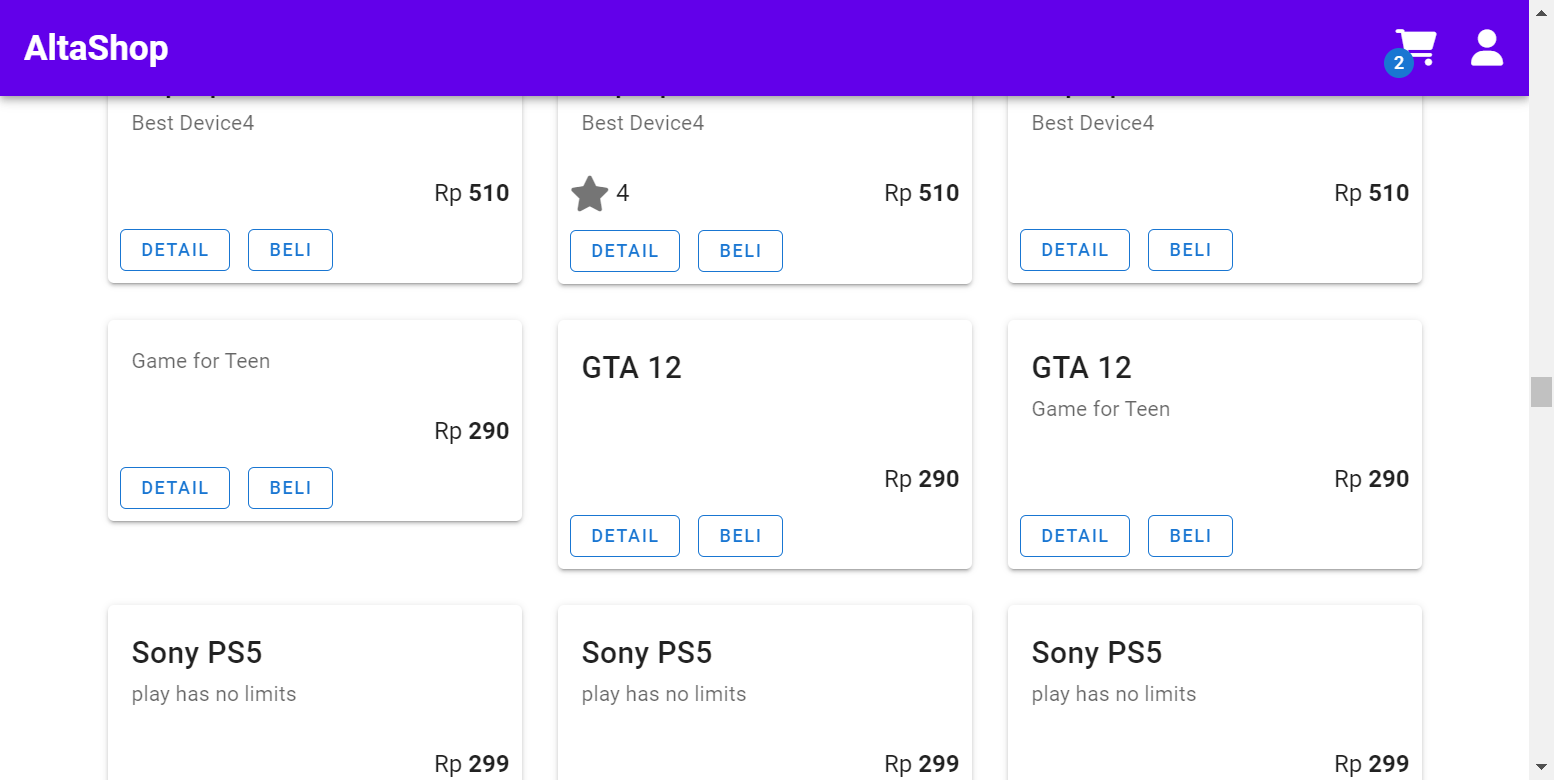 AltaShop
2
Best Device4
Best Device4
Best Device4
Rp 510
4
Rp 510
Rp 510
DETAIL
BELI
DETAIL
BELI
DETAIL
BELI
Game for Teen
Rp 290
DETAIL
BELI
GTA 12
Rp 290
DETAIL
BELI
GTA 12
Game for Teen
Rp 290
DETAIL
BELI
Sony PS5
play has no limits
Rp 299
Sony PS5
play has no limits
Rp 299
Sony PS5
play has no limits
Rp 299